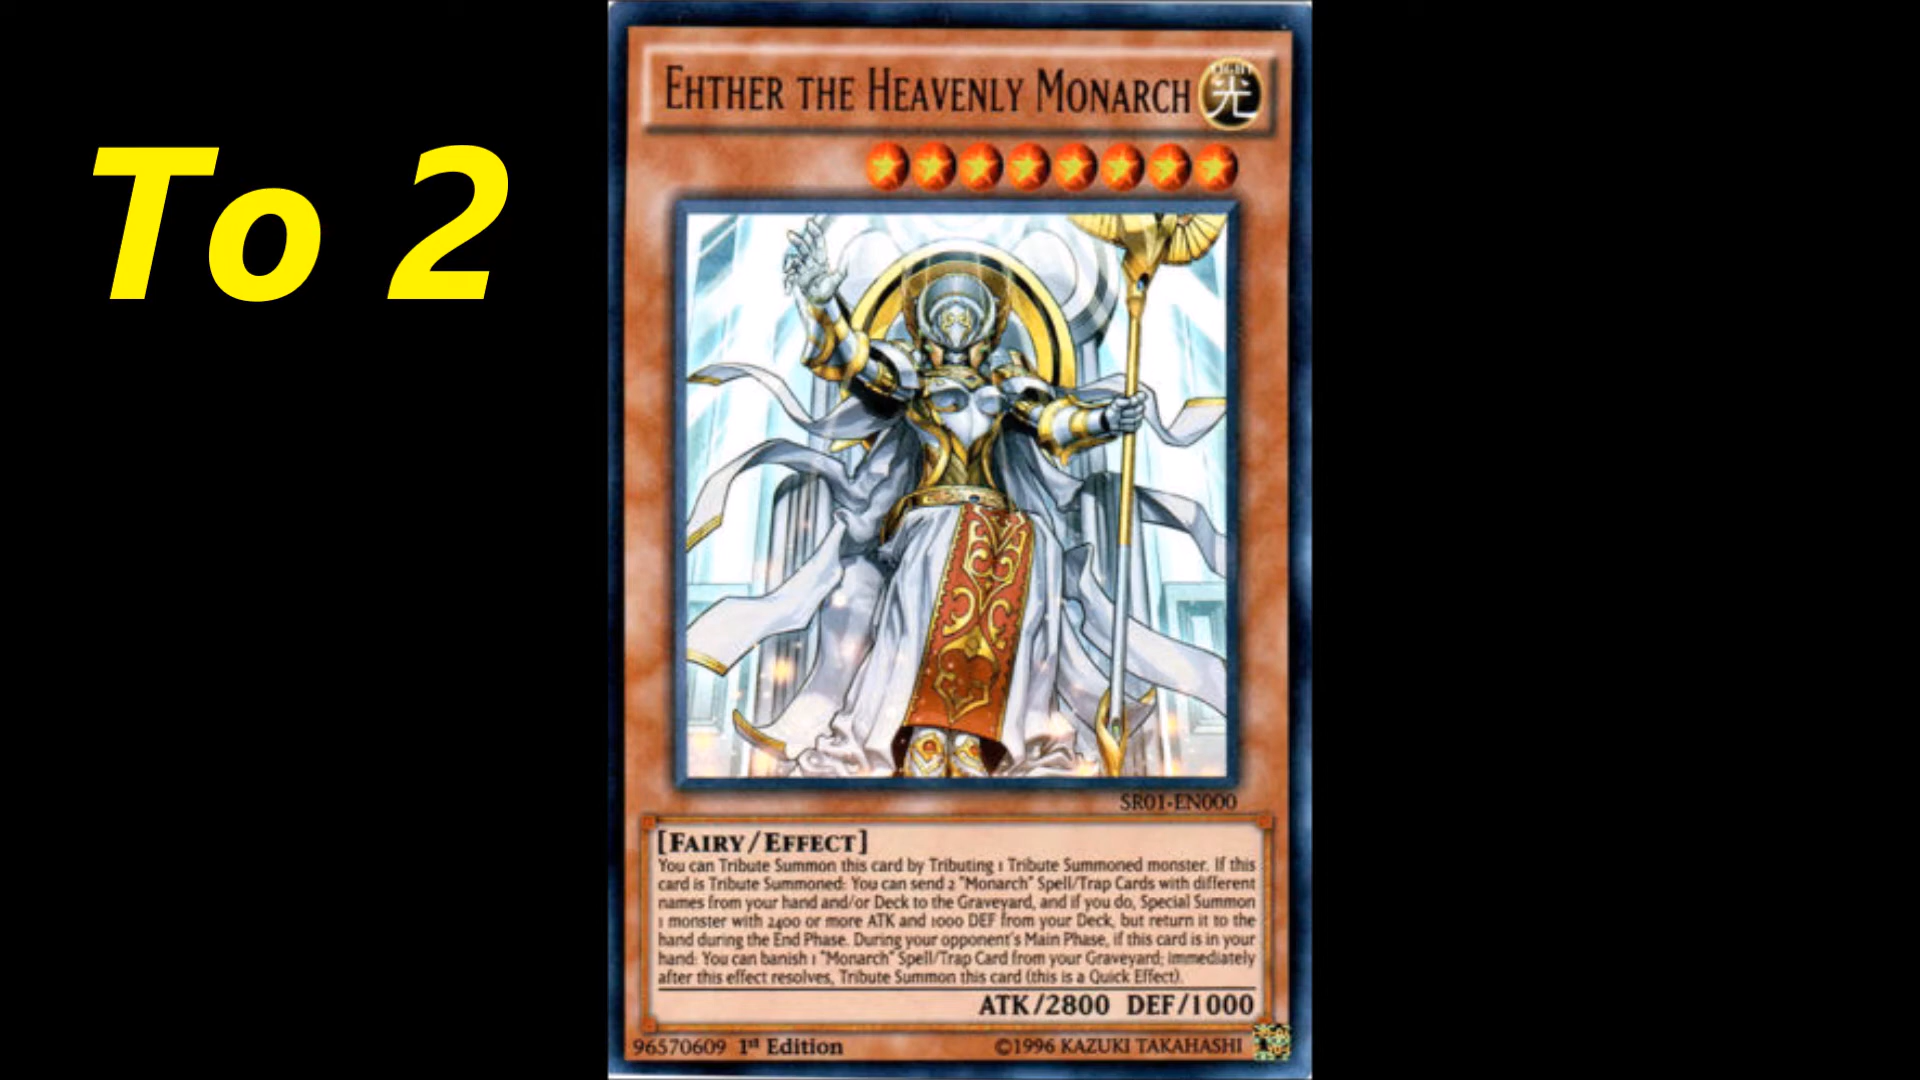 To 2
EHTHER THE HEAVENLY MONARCH
LIGHT
光
SR01-EN000
[FAIRY/EFFECT]
You can Tribute Summon this card by Tributing 1 Tribute Summoned monster. If this
card is Tribute Summoned: You can send 2 "Monarch" Spell/Trap Cards with different
names from your hand and/or Deck to the Graveyard, and if you do, Special Summon
1 monster with 2400 or more ATK and 1000 DEF from your Deck, but return it to the
hand during the End Phase. During your opponent's Main Phase, if this card is in your
hand: You can banish 1 "Monarch" Spell/Trap Card from your Graveyard; immediately
after this effect resolves, Tribute Summon this card (this is a Quick Effect).
ATK/2800 DEF/1000
96570609 1st Edition ©1996 KAZUKI TAKAHASHI